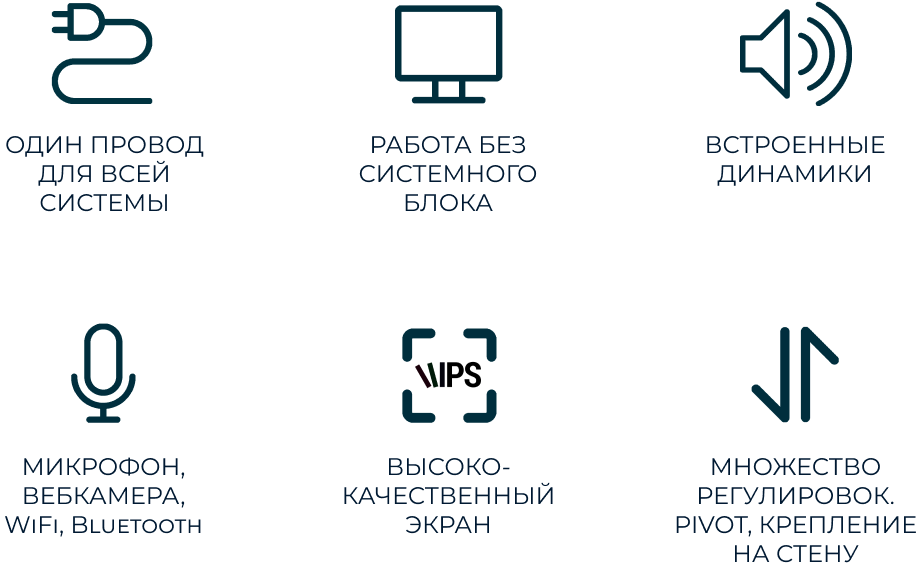 ОДИН ПРОВОД
ДЛЯ ВСЕЙ
СИСТЕМЫ
РАБОТА БЕЗ
СИСТЕМНОГО
БЛОКА
ВСТРОЕННЫЕ
ДИНАМИКИ
МИКРОФОН,
ВЕБКАМЕРА,
WIFI, BLUETOOTH
IPS
ВЫСОКО-
КАЧЕСТВЕННЫЙ
ЭКРАН
МНОЖЕСТВО
РЕГУЛИРОВОК.
PIVOT, КРЕПЛЕНИЕ
НА СТЕНУ